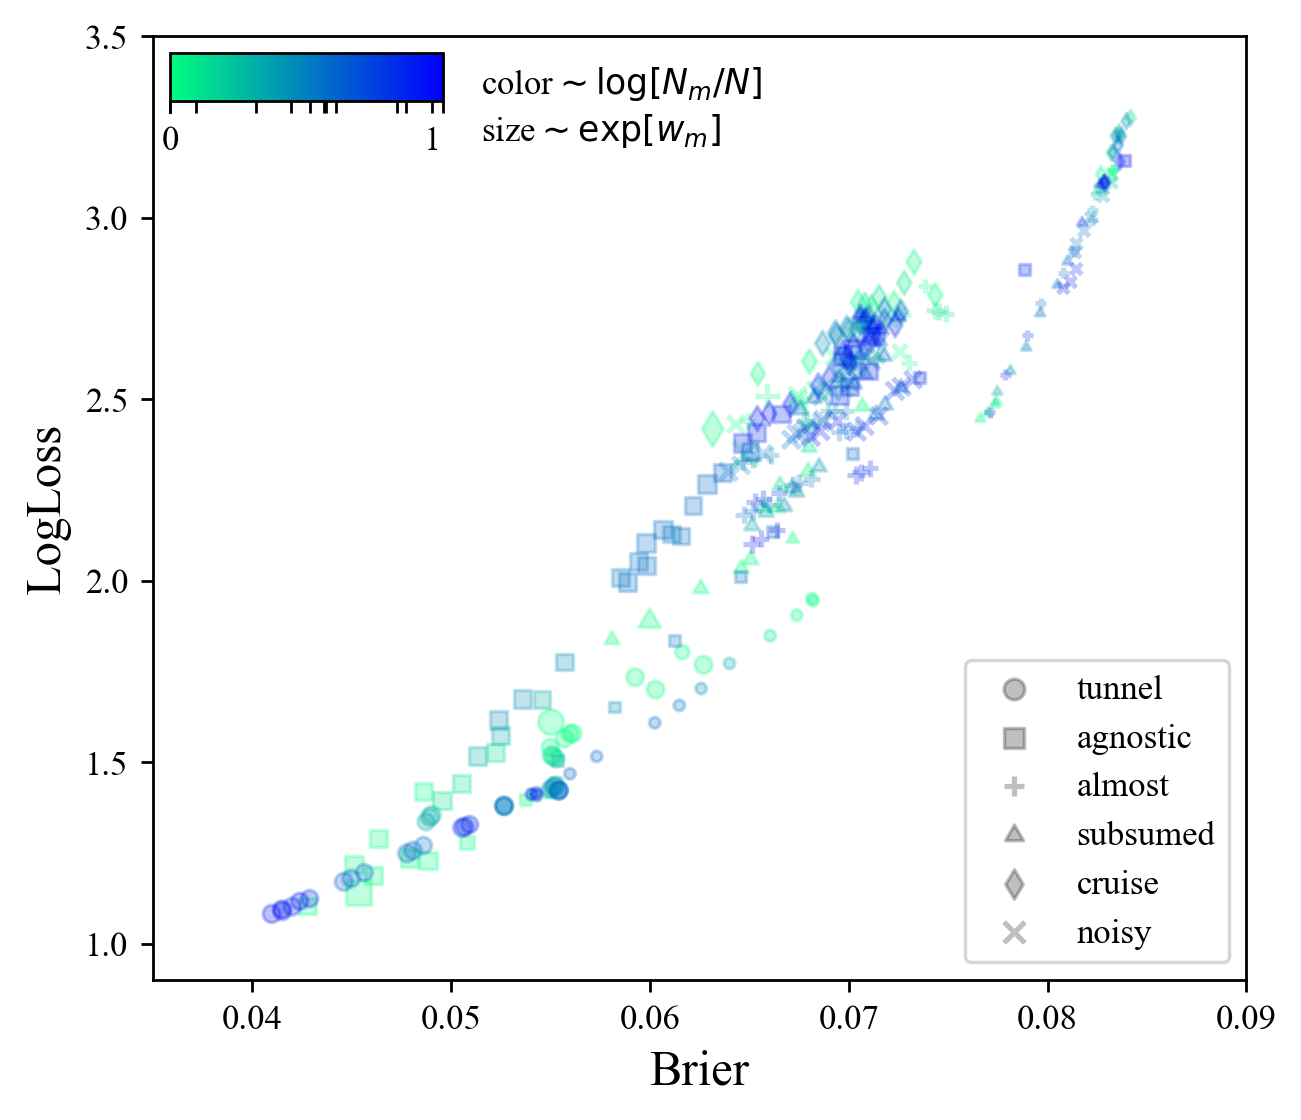 3.5
color ~ log[N_m/N]
0 1
size ~ exp[w_m]
3.0
2.5
LogLoss
2.0
1.5
1.0
tunnel
agnostic
almost
subsumed
cruise
noisy
0.04 0.05 0.06 0.07 0.08 0.09
Brier